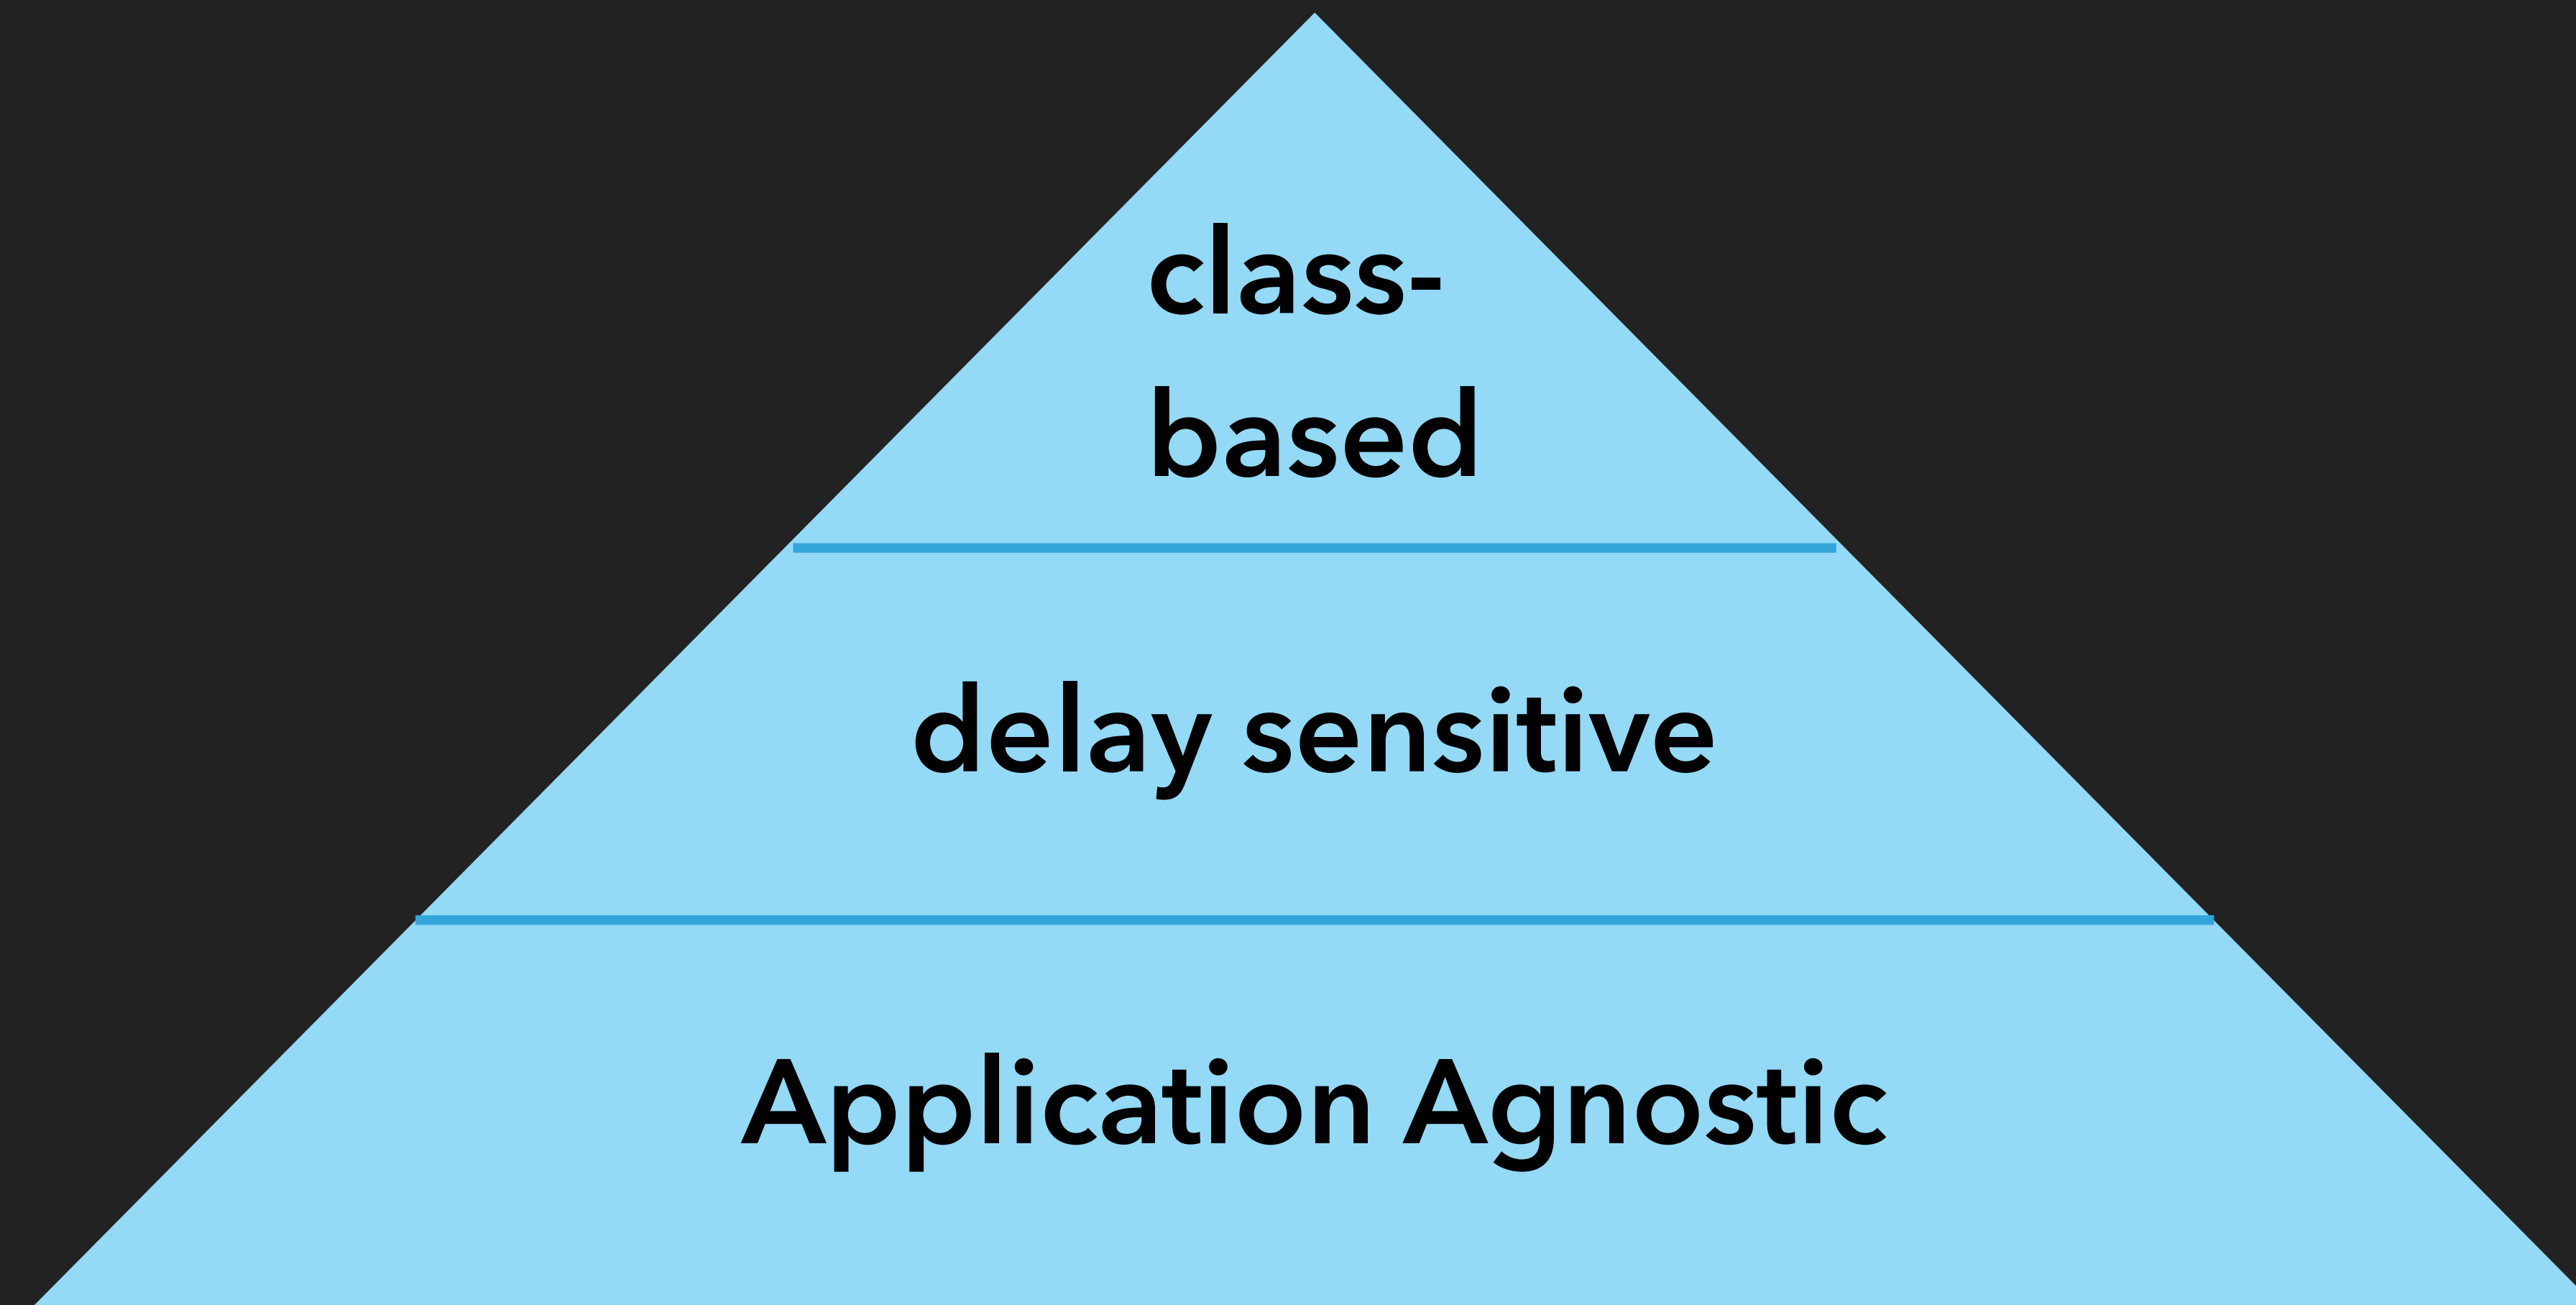 class-
based
delay sensitive
Application Agnostic